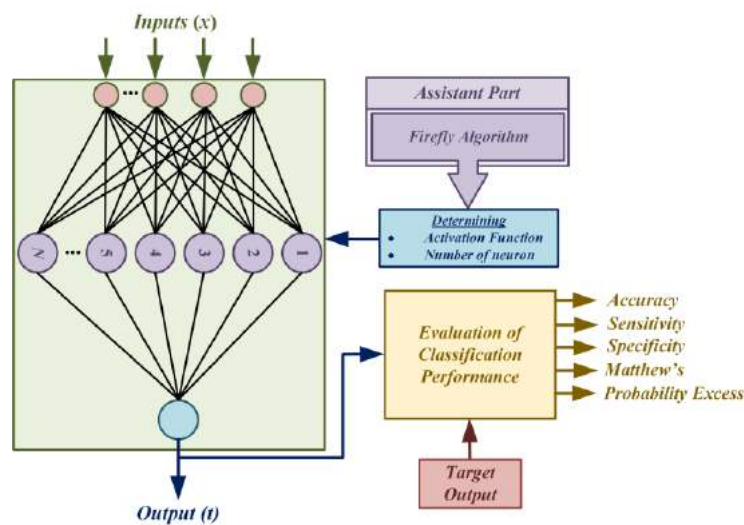 Inputs (x)
...
Assistant Part
Firefly Algorithm
N ... 5 4 3 2 1
Determining
• Activation Function
• Number of neuron
Evaluation of
Classification
Performance
Accuracy
Sensitivity
Specificity
Matthew's
Probability Excess
Target
Output
Output (t)